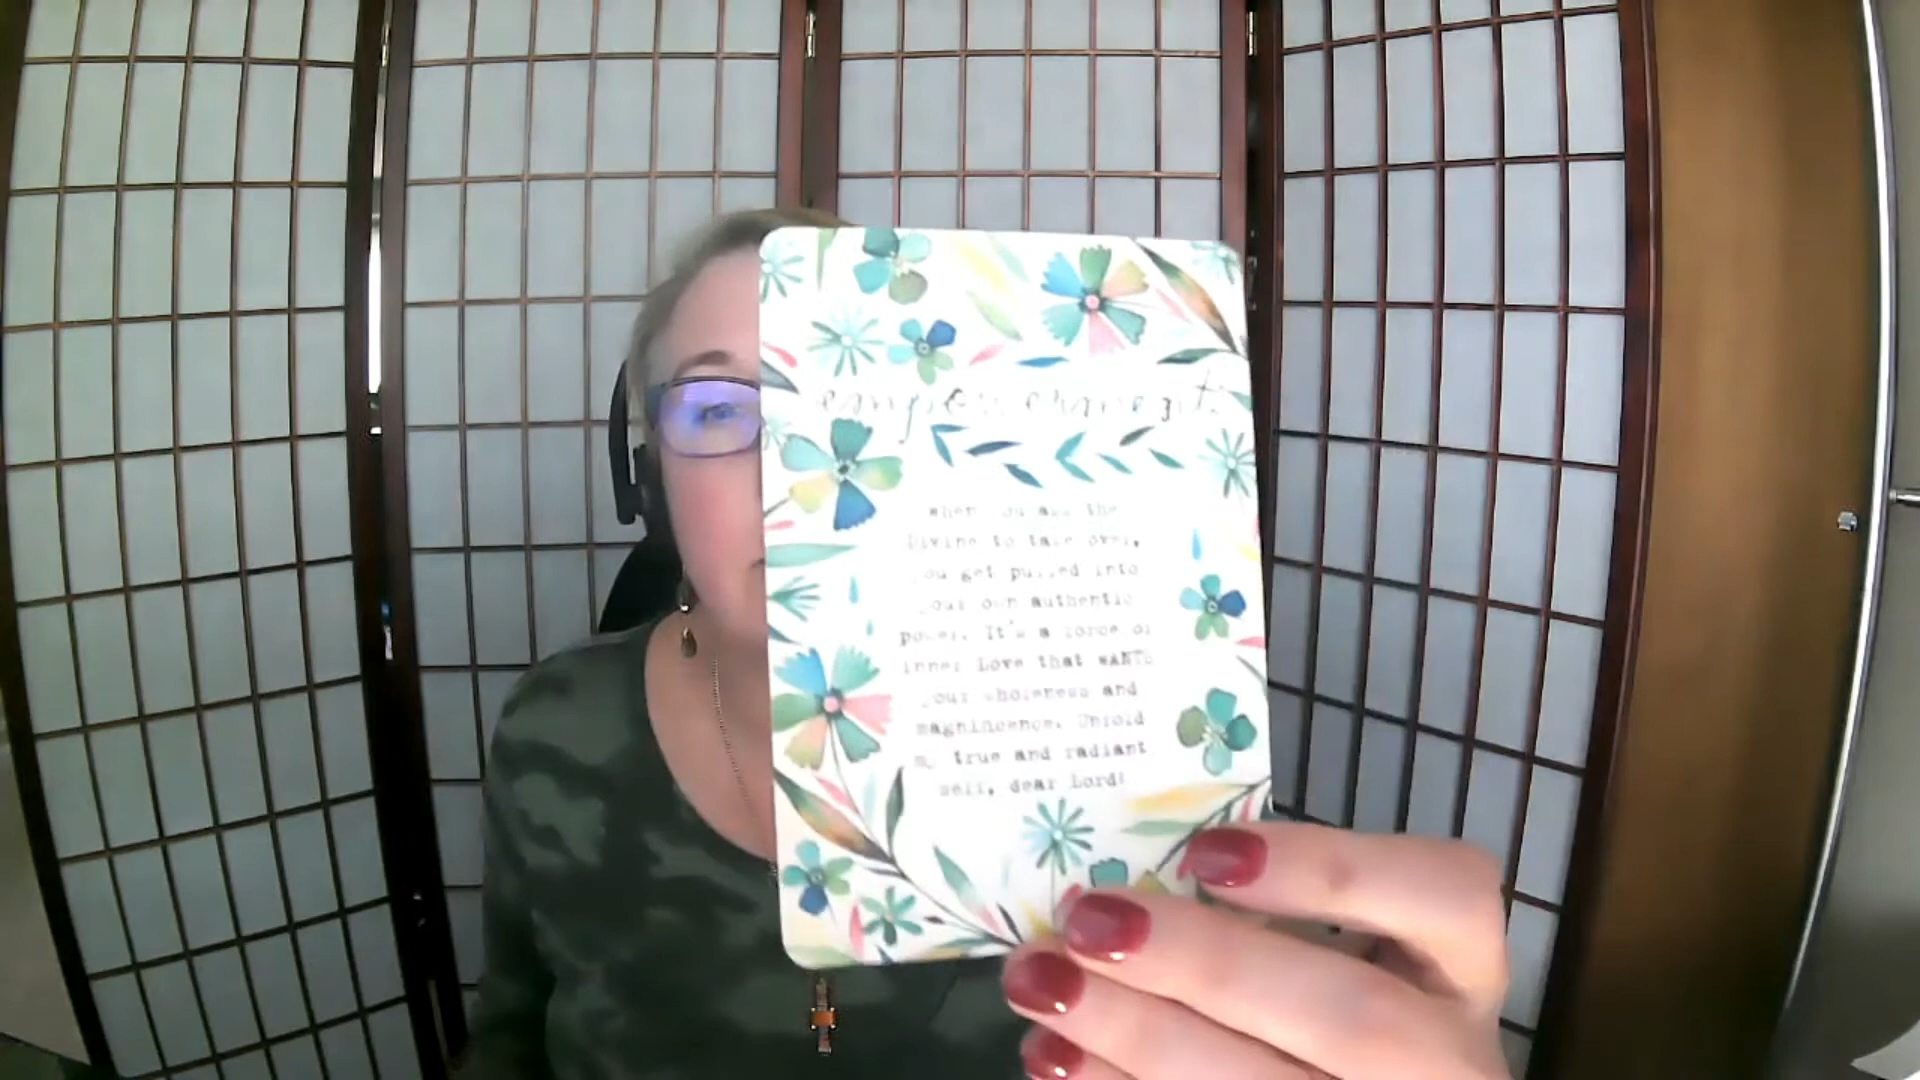 empowerment:
When you ask the
Divine to take over,
you get pulled into
your own authentic
power. It's a force of
inner Love that WANTS
your wholeness and
magnificence. Unfold
my true and radiant
self, dear Lord!